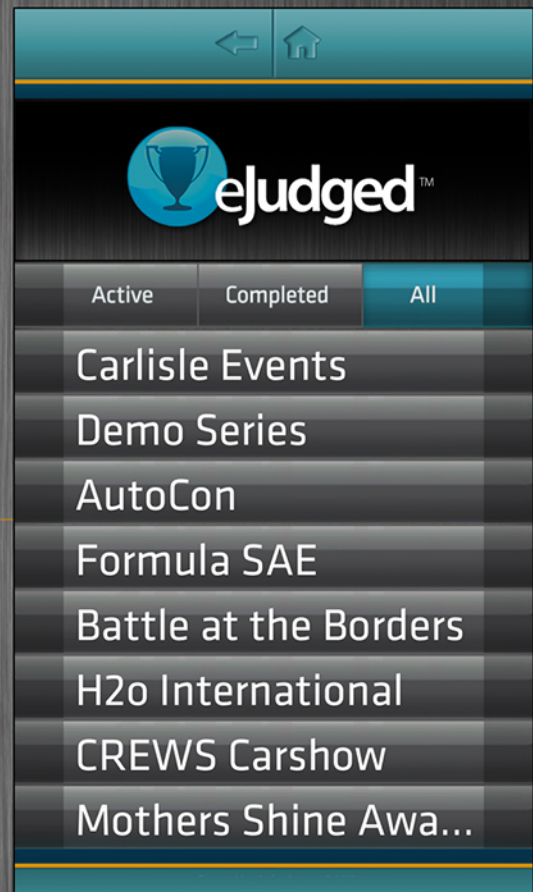 eJudged™
Active Completed All
Carlisle Events
Demo Series
AutoCon
Formula SAE
Battle at the Borders
H2o International
CREWS Carshow
Mothers Shine Awa...